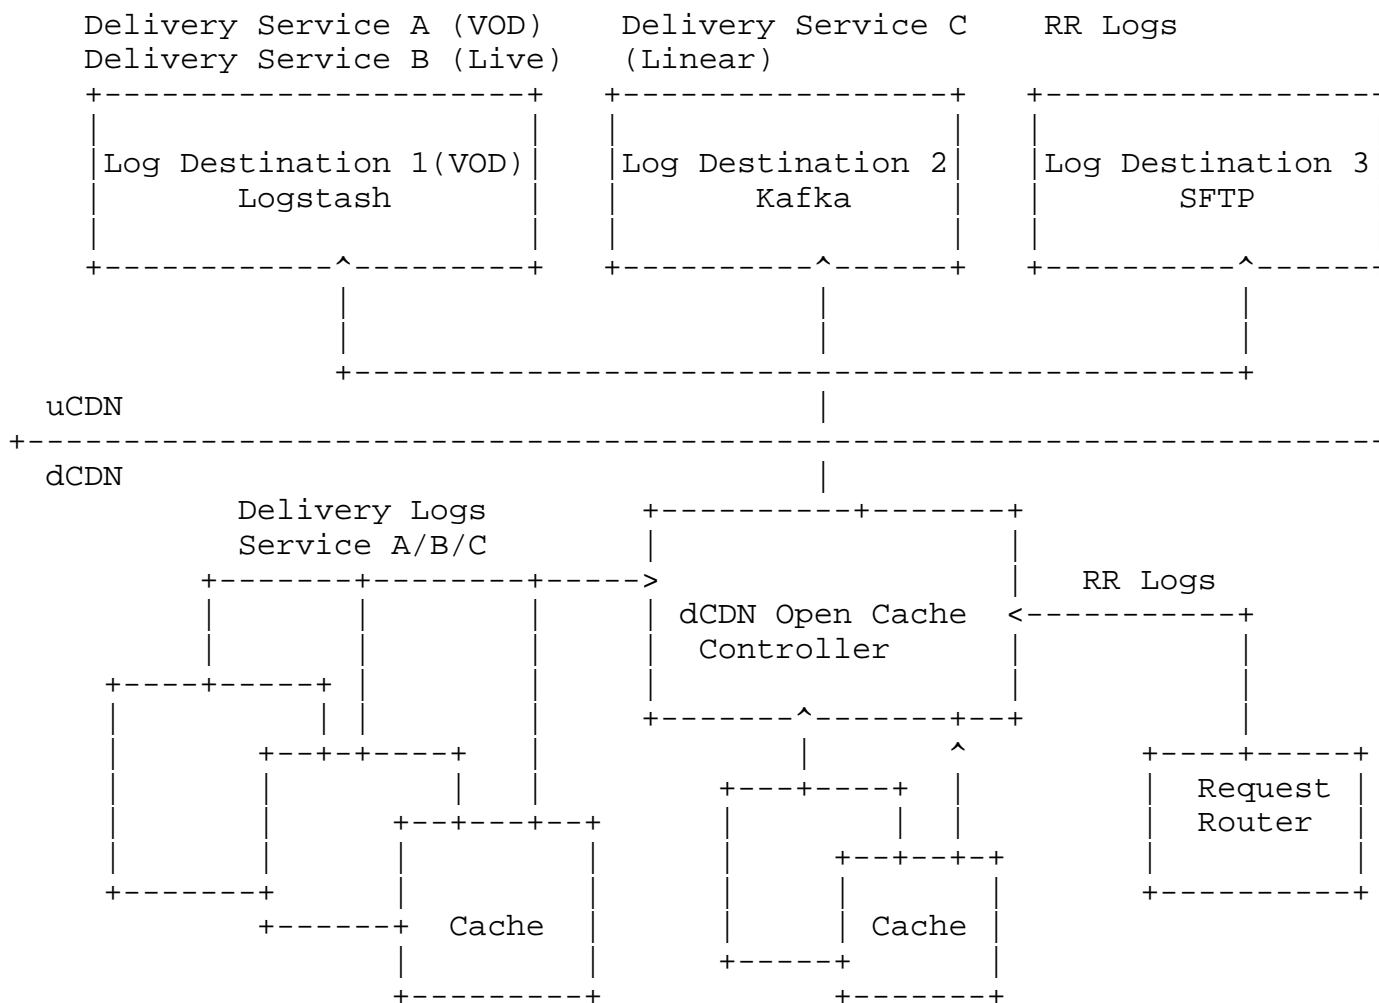 Delivery Service A (VOD) Delivery Service C RR Logs
Delivery Service B (Live) (Linear)
Log Destination 1(VOD) Log Destination 2 Log Destination 3
Logstash Kafka SFTP
uCDN
dCDN
Delivery Logs
Service A/B/C
RR Logs
dCDN Open Cache
Controller
Request
Router
Cache Cache